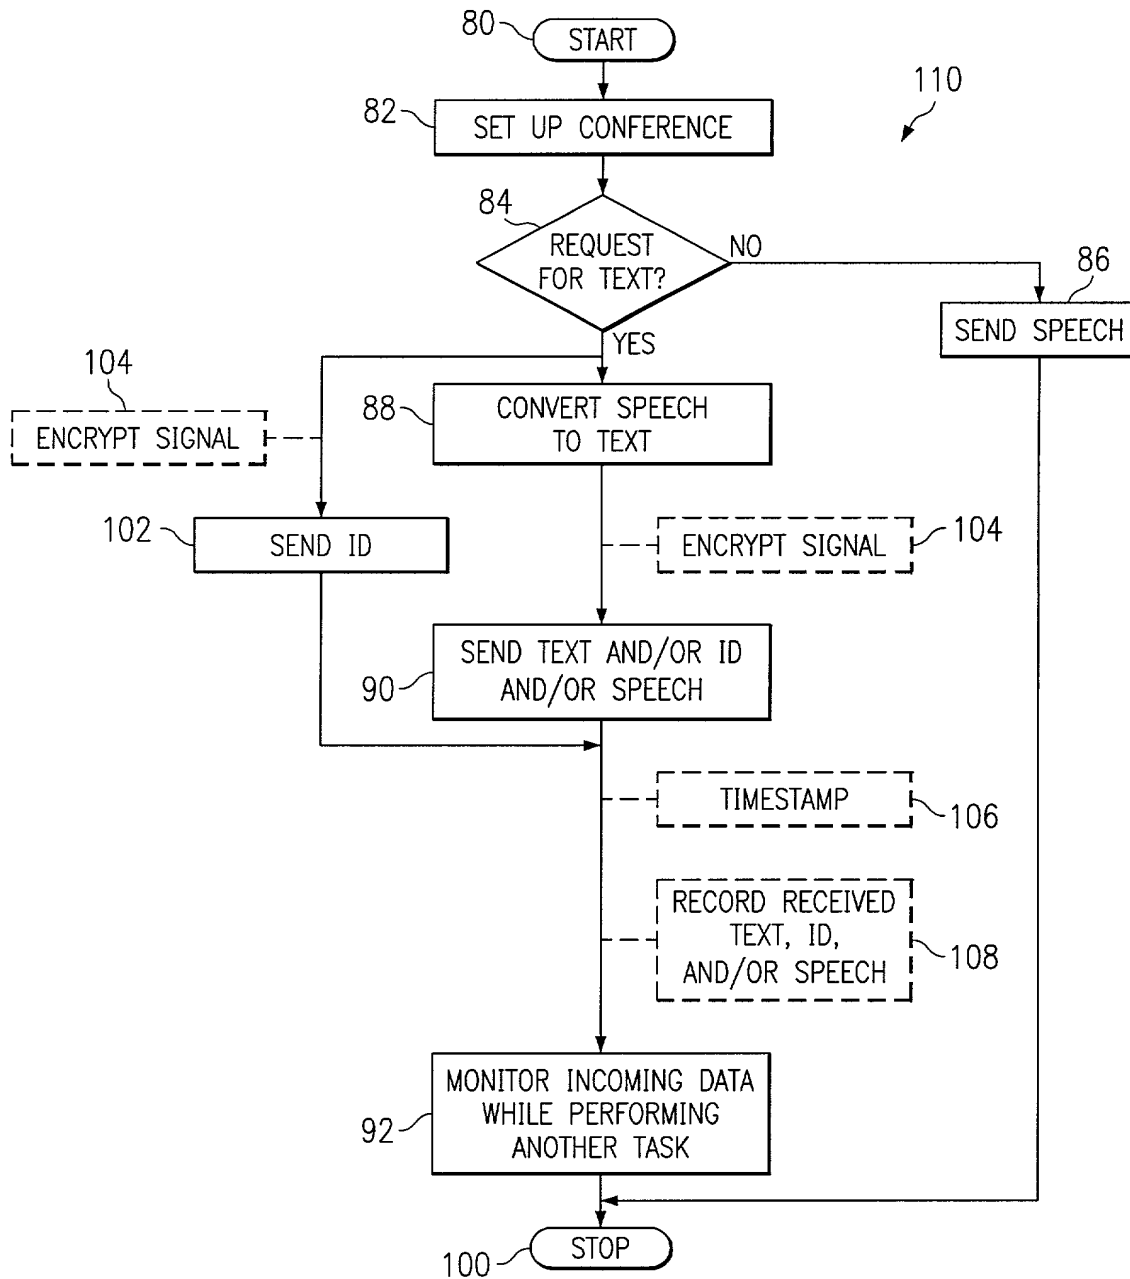 80
START
110
82
SET UP CONFERENCE
84
REQUEST
FOR TEXT?
NO
86
SEND SPEECH
YES
104
ENCRYPT SIGNAL
88
CONVERT SPEECH
TO TEXT
102
SEND ID
ENCRYPT SIGNAL
104
90
SEND TEXT AND/OR ID
AND/OR SPEECH
TIMESTAMP
106
RECORD RECEIVED
TEXT, ID,
AND/OR SPEECH
108
92
MONITOR INCOMING DATA
WHILE PERFORMING
ANOTHER TASK
100
STOP